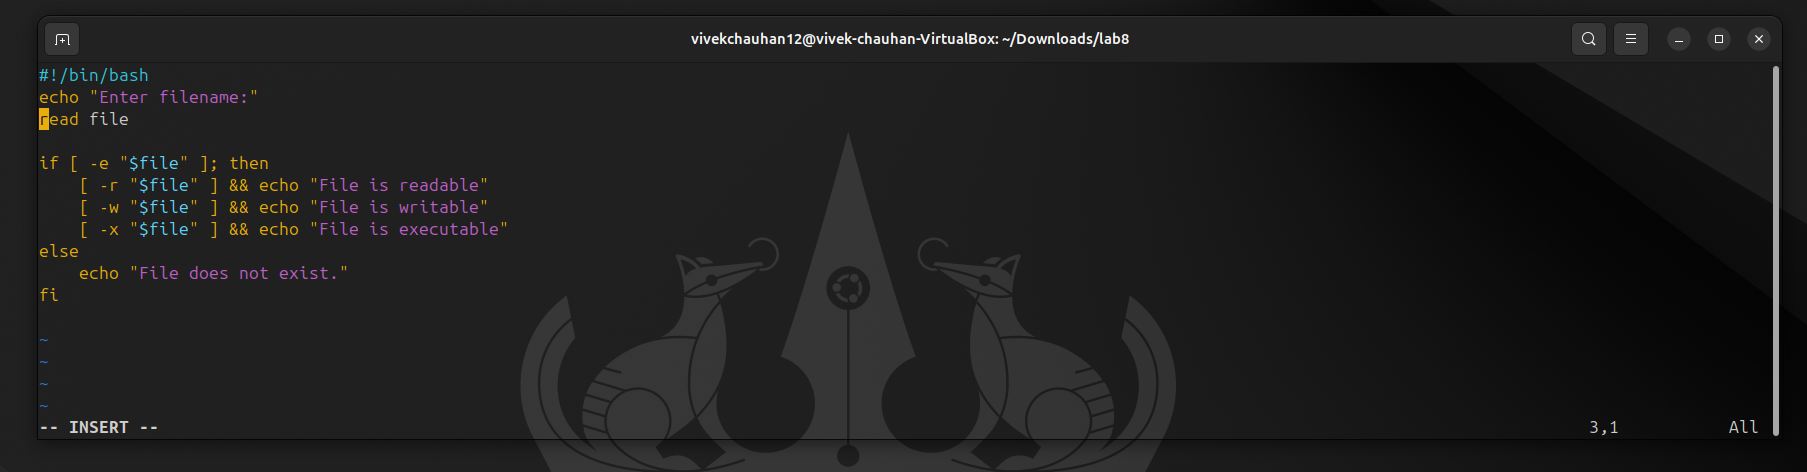 vivekchauhan12@vivek-chauhan-VirtualBox: ~/Downloads/lab8
#!/bin/bash
echo "Enter filename:"
read file

if [ -e "$file" ]; then
    [ -r "$file" ] && echo "File is readable"
    [ -w "$file" ] && echo "File is writable"
    [ -x "$file" ] && echo "File is executable"
else
    echo "File does not exist."
fi

~
~
~
~
-- INSERT -- 3,1 All